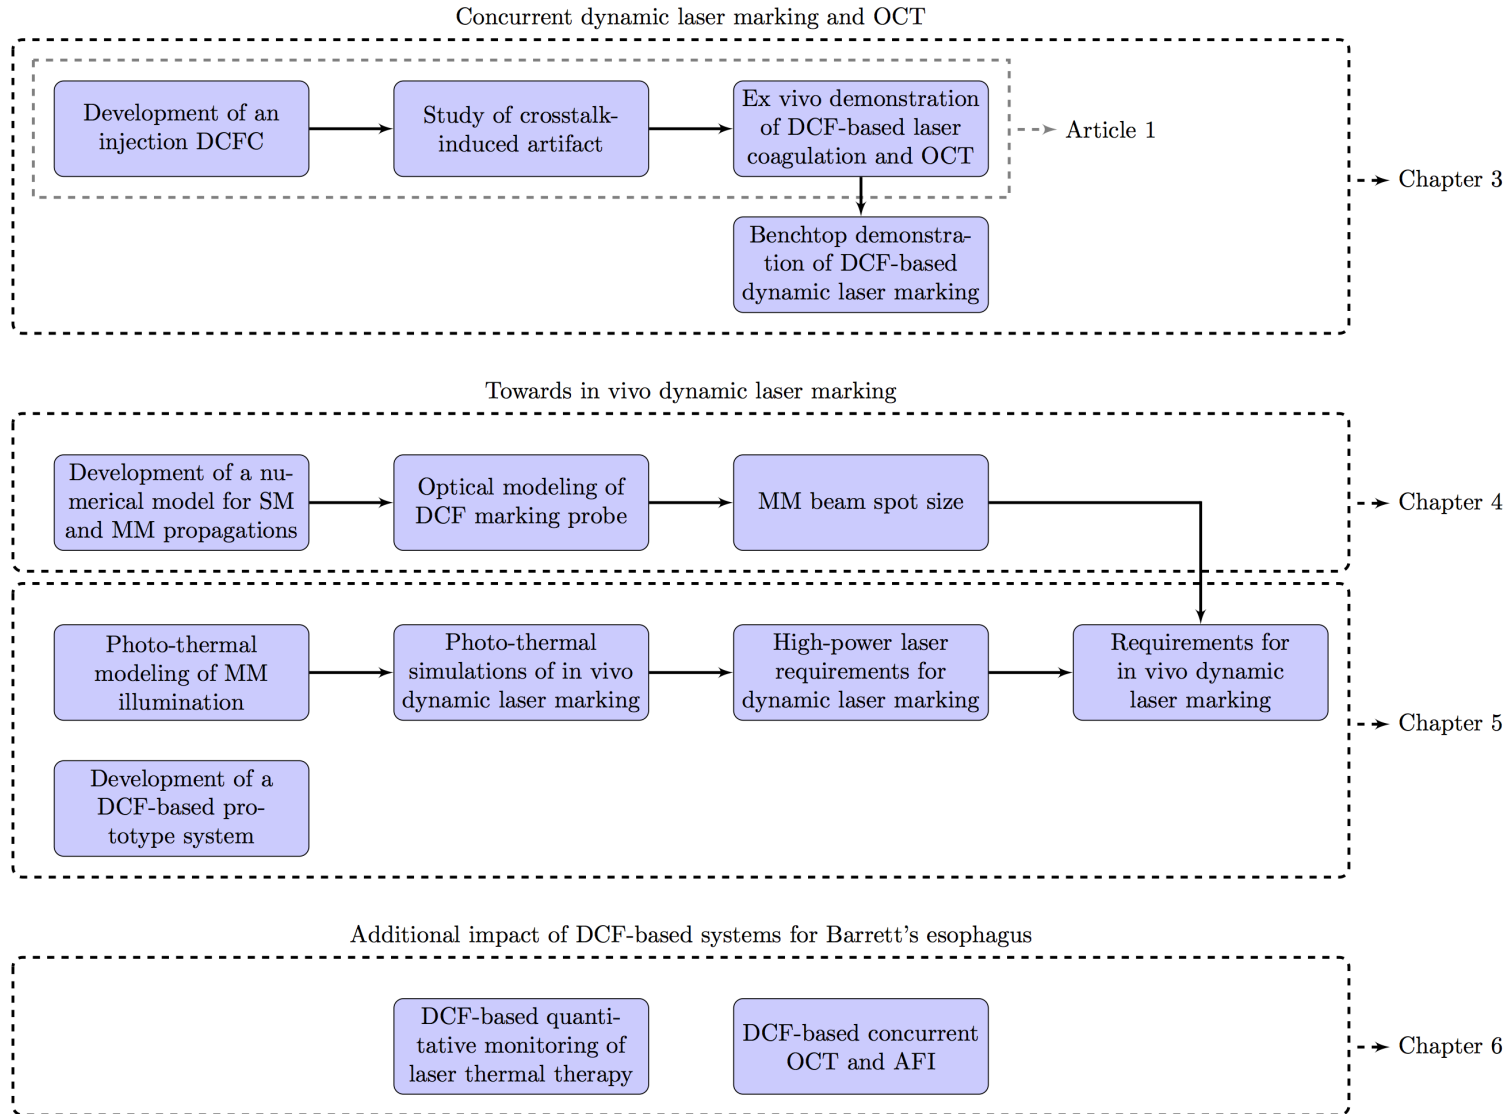 Concurrent dynamic laser marking and OCT
Development of an
injection DCFC
Study of crosstalk-
induced artifact
Ex vivo demonstration
of DCF-based laser
coagulation and OCT
Article 1
Chapter 3
Benchtop demonstra-
tion of DCF-based
dynamic laser marking
Towards in vivo dynamic laser marking
Development of a nu-
merical model for SM
and MM propagations
Optical modeling of
DCF marking probe
MM beam spot size
Chapter 4
Photo-thermal
modeling of MM
illumination
Photo-thermal
simulations of in vivo
dynamic laser marking
High-power laser
requirements for
dynamic laser marking
Requirements for
in vivo dynamic
laser marking
Chapter 5
Development of a
DCF-based pro-
totype system
Additional impact of DCF-based systems for Barrett's esophagus
DCF-based quanti-
tative monitoring of
laser thermal therapy
DCF-based concurrent
OCT and AFI
Chapter 6